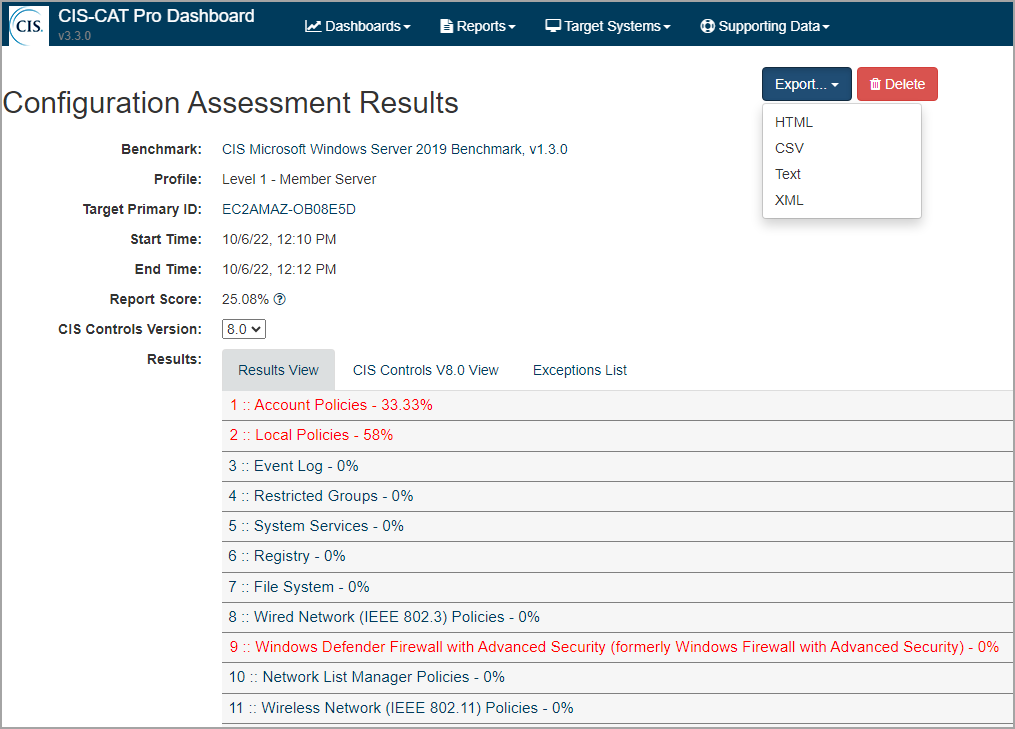 CIS.
CIS-CAT Pro Dashboard
v3.3.0
Dashboards
Reports
Target Systems
Supporting Data
Configuration Assessment Results
Export...
Delete
HTML
CSV
Text
XML
Benchmark: CIS Microsoft Windows Server 2019 Benchmark, v1.3.0
Profile: Level 1 - Member Server
Target Primary ID: EC2AMAZ-OB08E5D
Start Time: 10/6/22, 12:10 PM
End Time: 10/6/22, 12:12 PM
Report Score: 25.08% ?
CIS Controls Version: 8.0
Results:
Results View CIS Controls V8.0 View Exceptions List
1 :: Account Policies - 33.33%
2 :: Local Policies - 58%
3 :: Event Log - 0%
4 :: Restricted Groups - 0%
5 :: System Services - 0%
6 :: Registry - 0%
7 :: File System - 0%
8 :: Wired Network (IEEE 802.3) Policies - 0%
9 :: Windows Defender Firewall with Advanced Security (formerly Windows Firewall with Advanced Security) - 0%
10 :: Network List Manager Policies - 0%
11 :: Wireless Network (IEEE 802.11) Policies - 0%